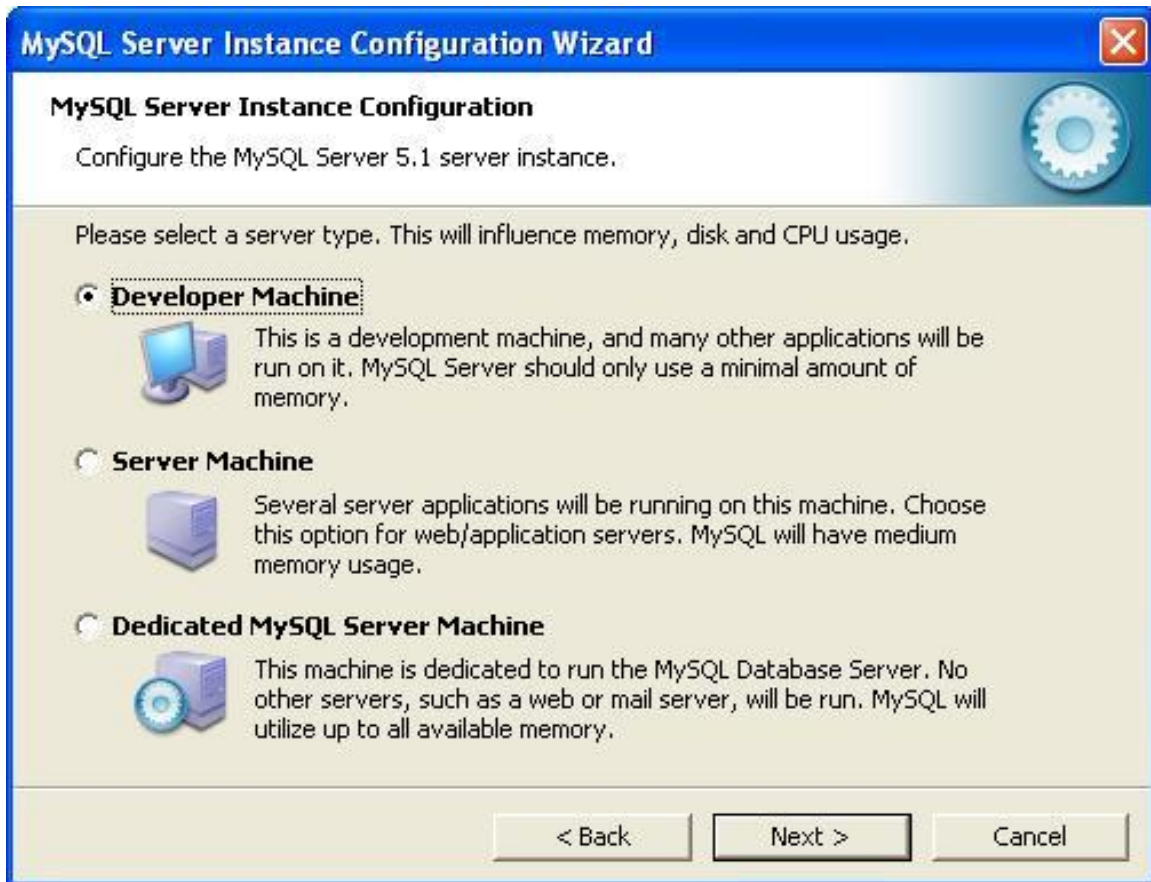 MySQL Server Instance Configuration Wizard
MySQL Server Instance Configuration
Configure the MySQL Server 5.1 server instance.
Please select a server type. This will influence memory, disk and CPU usage.
Developer Machine
This is a development machine, and many other applications will be
run on it. MySQL Server should only use a minimal amount of
memory.
Server Machine
Several server applications will be running on this machine. Choose
this option for web/application servers. MySQL will have medium
memory usage.
Dedicated MySQL Server Machine
This machine is dedicated to run the MySQL Database Server. No
other servers, such as a web or mail server, will be run. MySQL will
utilize up to all available memory.
< Back Next > Cancel